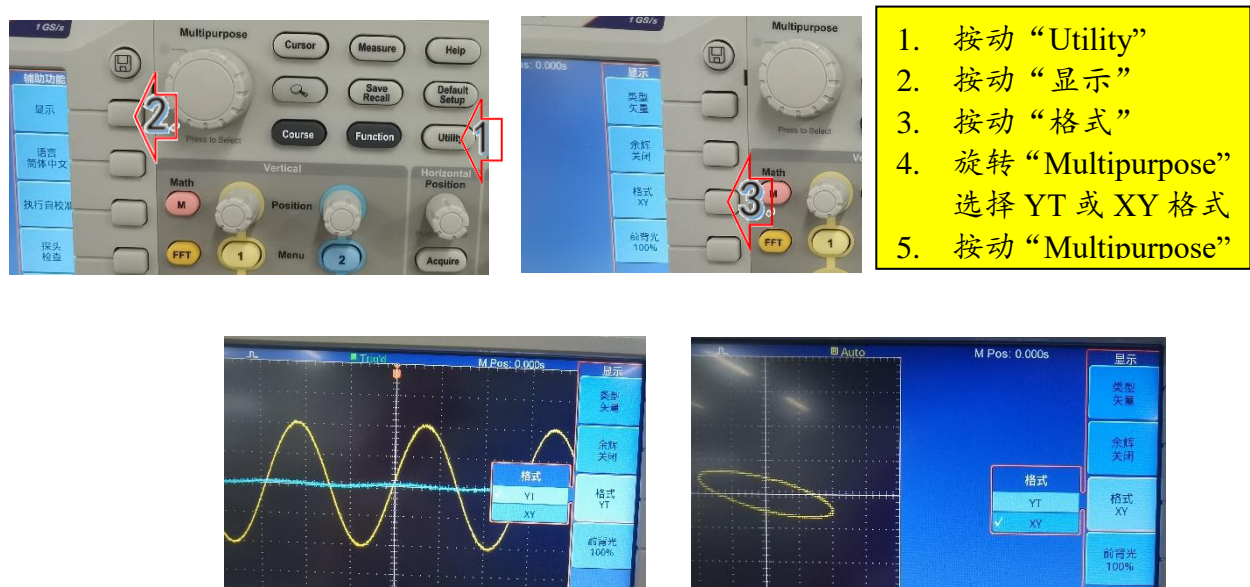 1 GS/s
Multipurpose
Press to Select
Cursor
Measure
Help
Save
Recall
Default
Setup
Course
Function
Utility
辅助功能
显示
语言
简体中文
执行自校准
探头
检查
2
1
Vertical
Horizontal
Position
Math
M
Position
FFT
1
Menu
2
Acquire
1 GS/s
Multipurpose
Press to Select
s: 0.000s
显示
类型
矢量
余辉
关闭
格式
XY
前背光
100%
3
Math
M
FFT
1
1. 按动“Utility”
2. 按动“显示”
3. 按动“格式”
4. 旋转“Multipurpose”
选择 YT 或 XY 格式
5. 按动“Multipurpose”
Trig'd
M Pos: 0.000s
显示
类型
矢量
余辉
关闭
格式
YT
XY
格式
YT
前背光
100%
Auto
M Pos: 0.000s
显示
类型
矢量
余辉
关闭
格式
YT
XY
格式
XY
前背光
100%